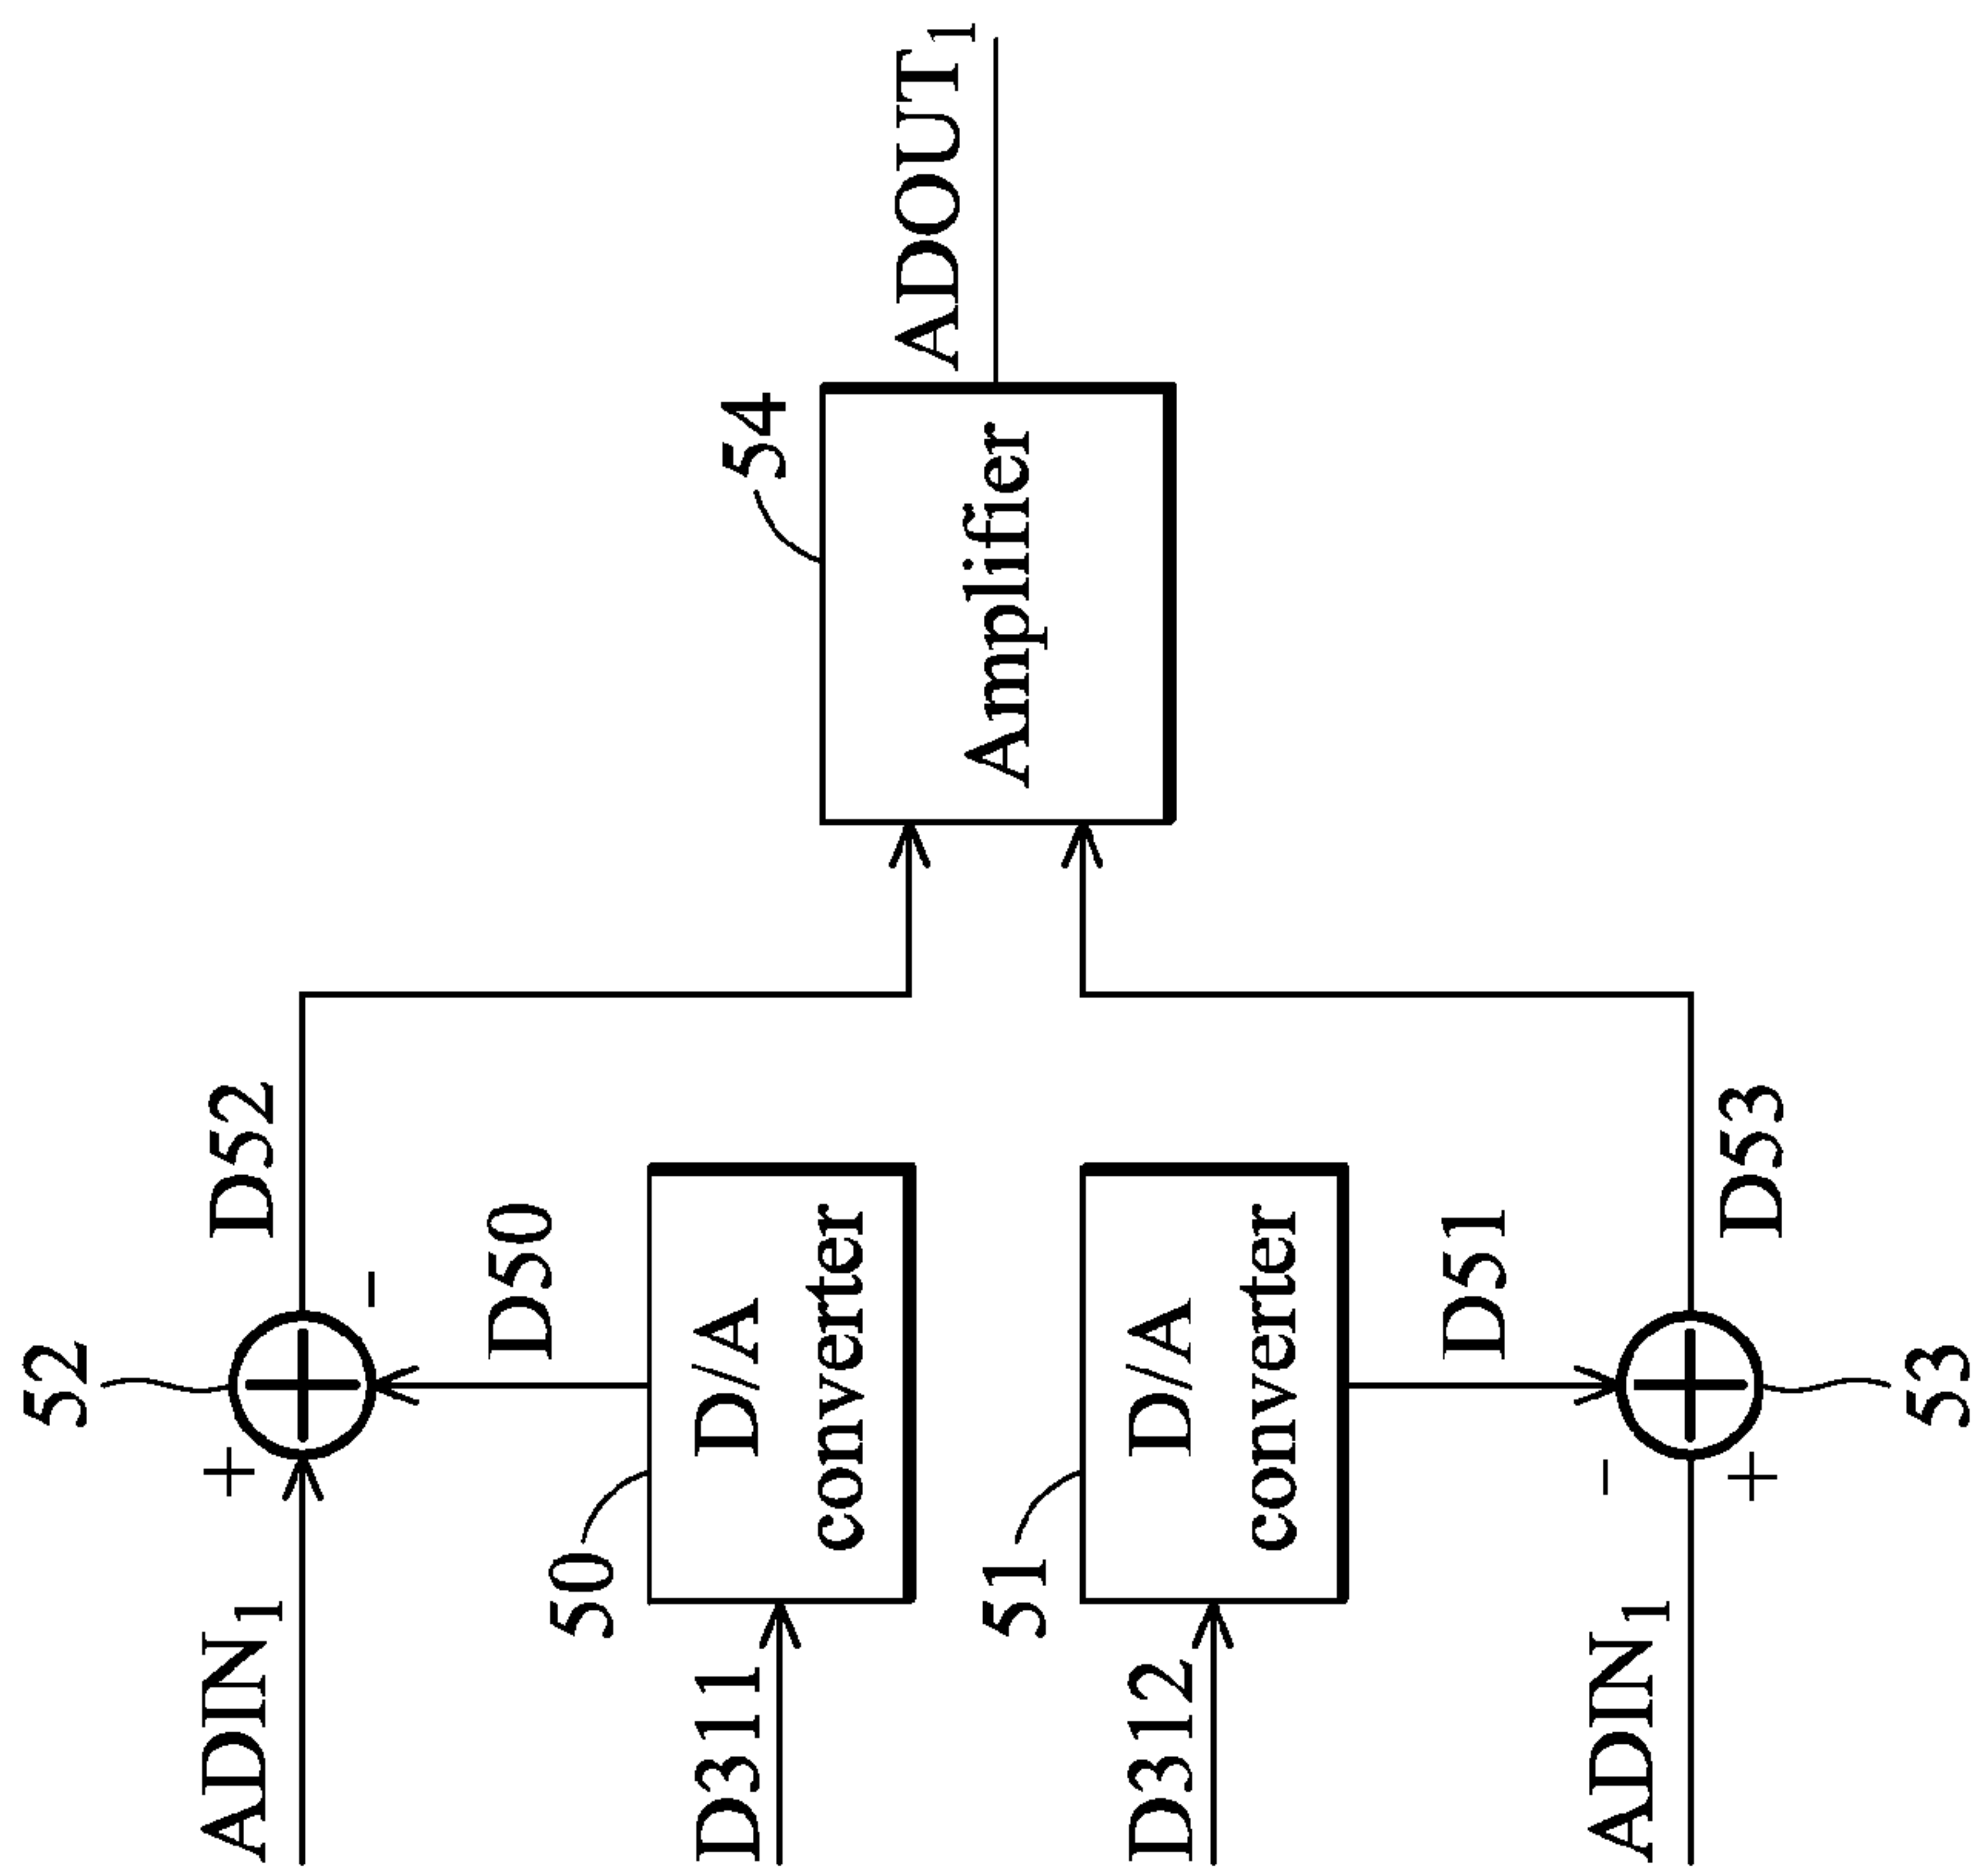 ADIN1
+
52
-
D52
D50
D311
50
D/A
converter
54
Amplifier
ADOUT1
D312
51
D/A
converter
D51
ADIN1
-
+
53
D53